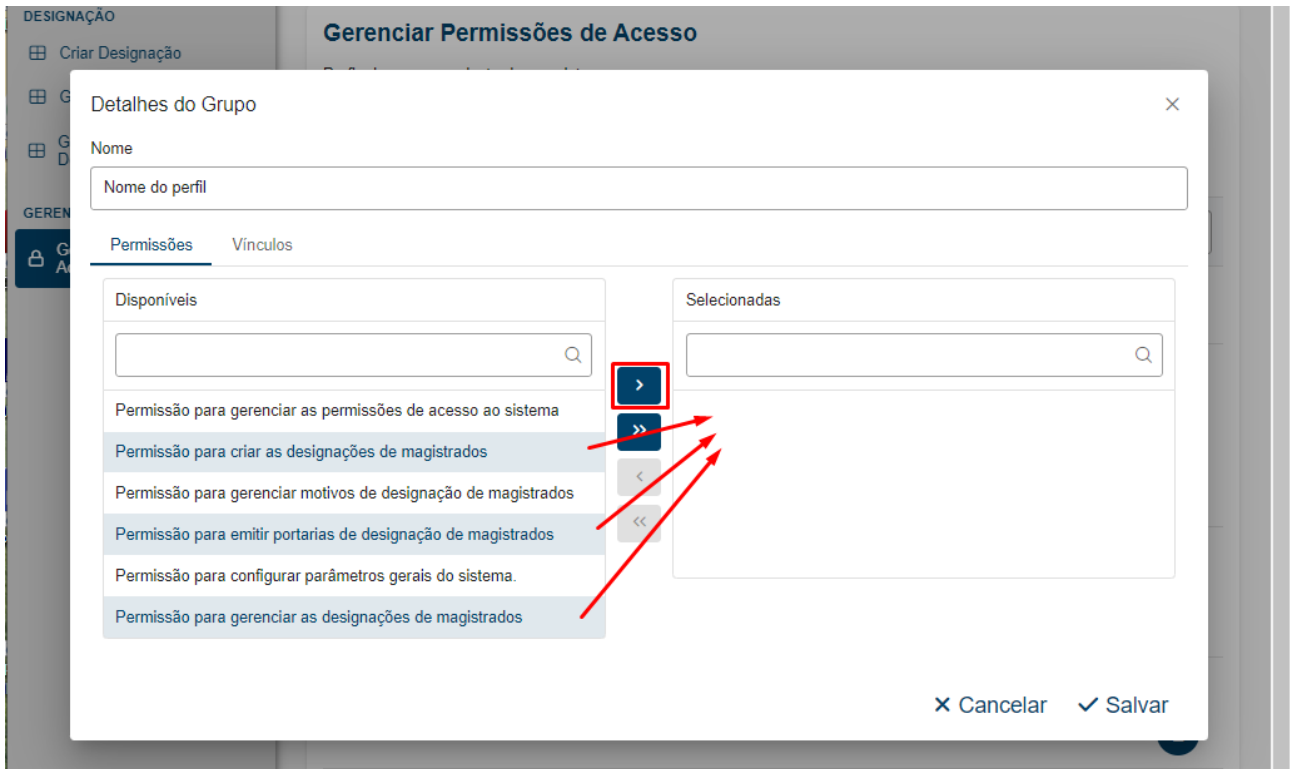 DESIGNAÇÃO
Criar Designação
G
G
D
GEREN
G
Gerenciar Permissões de Acesso
Detalhes do Grupo
Nome
Nome do perfil
Permissões
Vínculos
Disponíveis
Permissão para gerenciar as permissões de acesso ao sistema
Permissão para criar as designações de magistrados
Permissão para gerenciar motivos de designação de magistrados
Permissão para emitir portarias de designação de magistrados
Permissão para configurar parâmetros gerais do sistema.
Permissão para gerenciar as designações de magistrados
Selecionadas
Cancelar
Salvar